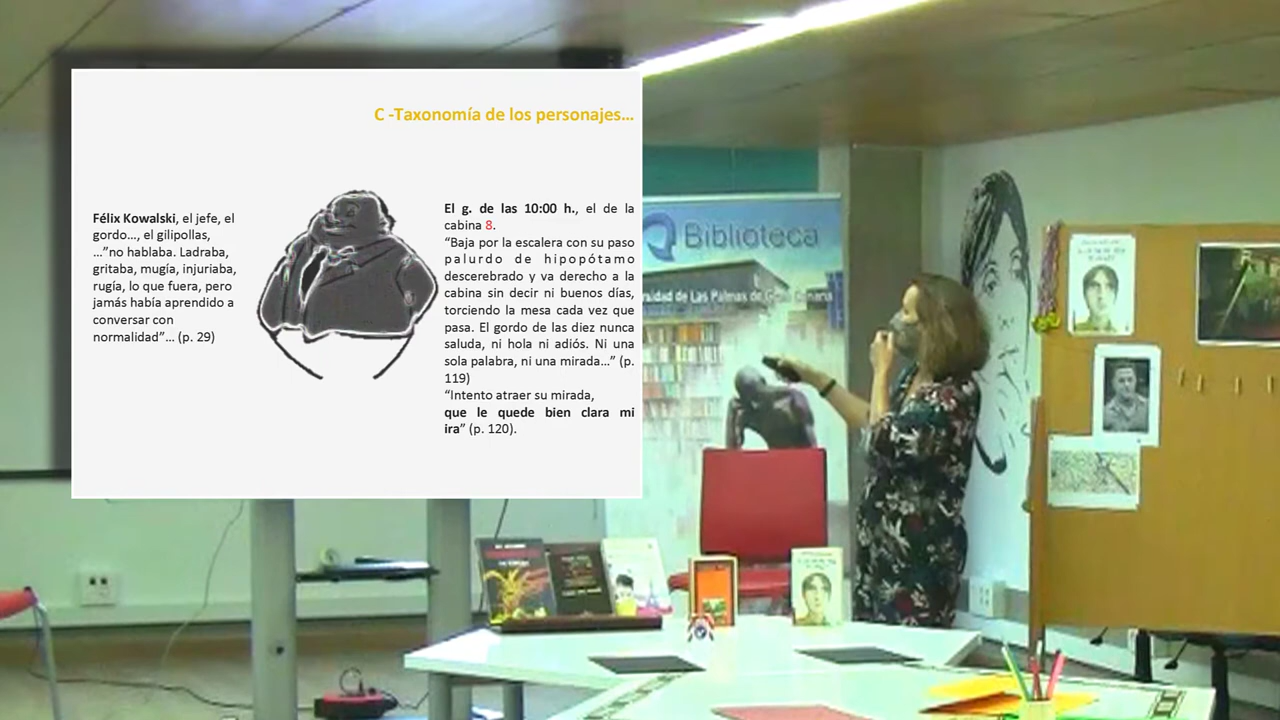 C -Taxonomía de los personajes...
Félix Kowalski, el jefe, el
gordo..., el gilipollas,
..."no hablaba. Ladraba,
gritaba, mugía, injuriaba,
rugía, lo que fuera, pero
jamás había aprendido a
conversar con
normalidad"... (p. 29)
El g. de las 10:00 h., el de la
cabina 8.
“Baja por la escalera con su paso
palurdo de hipopótamo
descerebrado y va derecho a la
cabina sin decir ni buenos días,
torciendo la mesa cada vez que
pasa. El gordo de las diez nunca
saluda, ni hola ni adiós. Ni una
sola palabra, ni una mirada...” (p.
119)
“Intento atraer su mirada,
que le quede bien clara mi
ira” (p. 120).
Biblioteca
sidad de Las Palmas de Gran Canaria